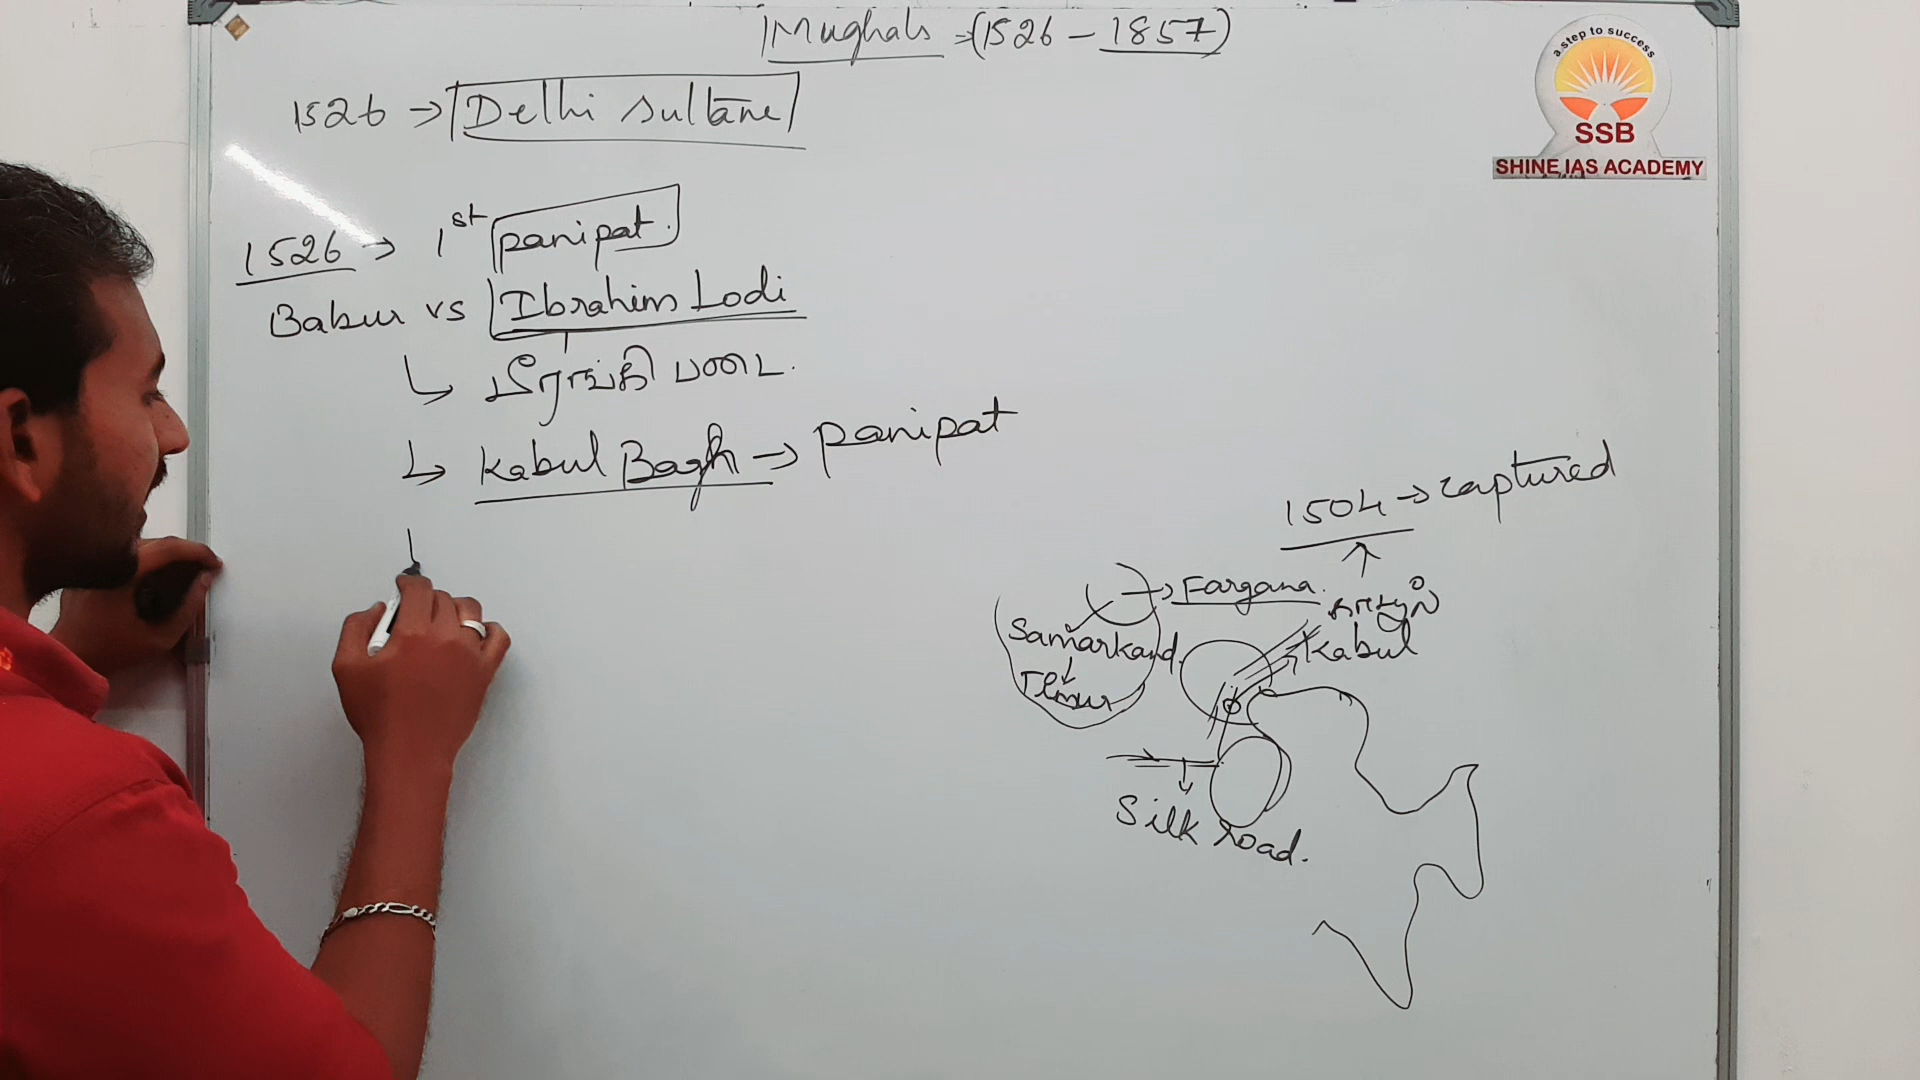 Mughals ⇒ (1526 – 1857)
a step to success
SSB
SHINE IAS ACADEMY
1526 → Delhi sultane
1526 → 1st panipat.
Babur vs Ibrahim Lodi
↳ பீரங்கி படை.
↳ Kabul Bagh → Panipat
1504 → captured
→ Fargana.
காபூல்
Samarkand
→ Kabul
Timur
Silk road.